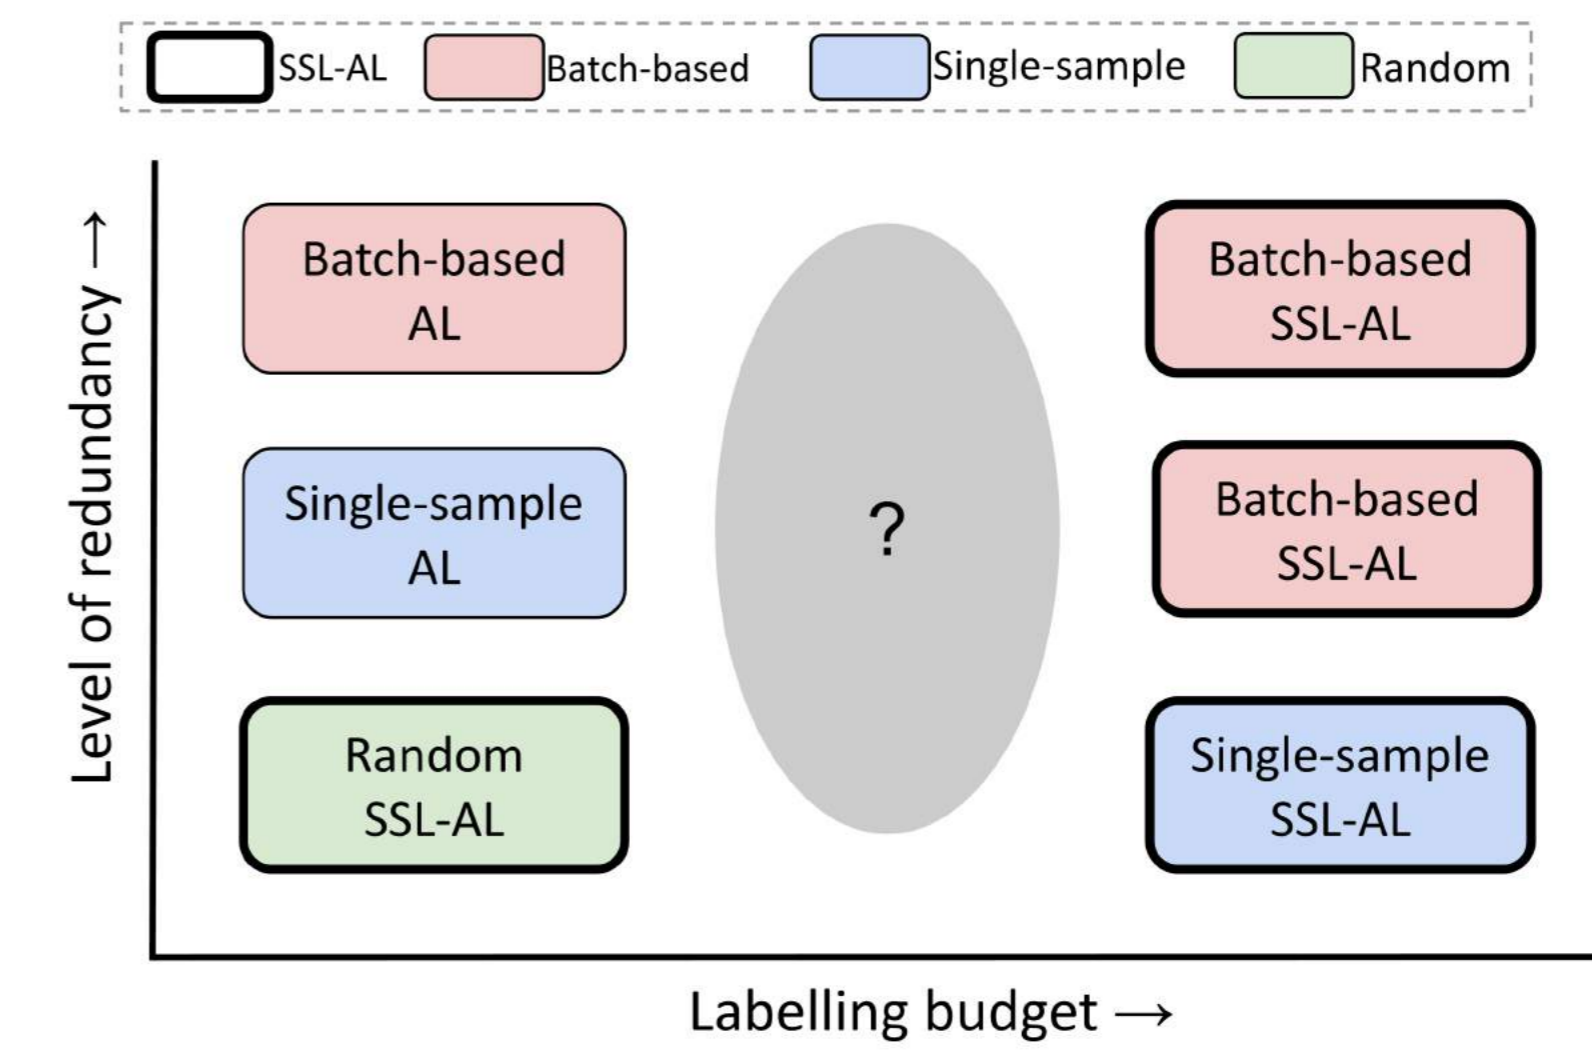 SSL-AL
Batch-based
Single-sample
Random
Level of redundancy →
Batch-based
AL
Batch-based
SSL-AL
Single-sample
AL
?
Batch-based
SSL-AL
Random
SSL-AL
Single-sample
SSL-AL
Labelling budget →